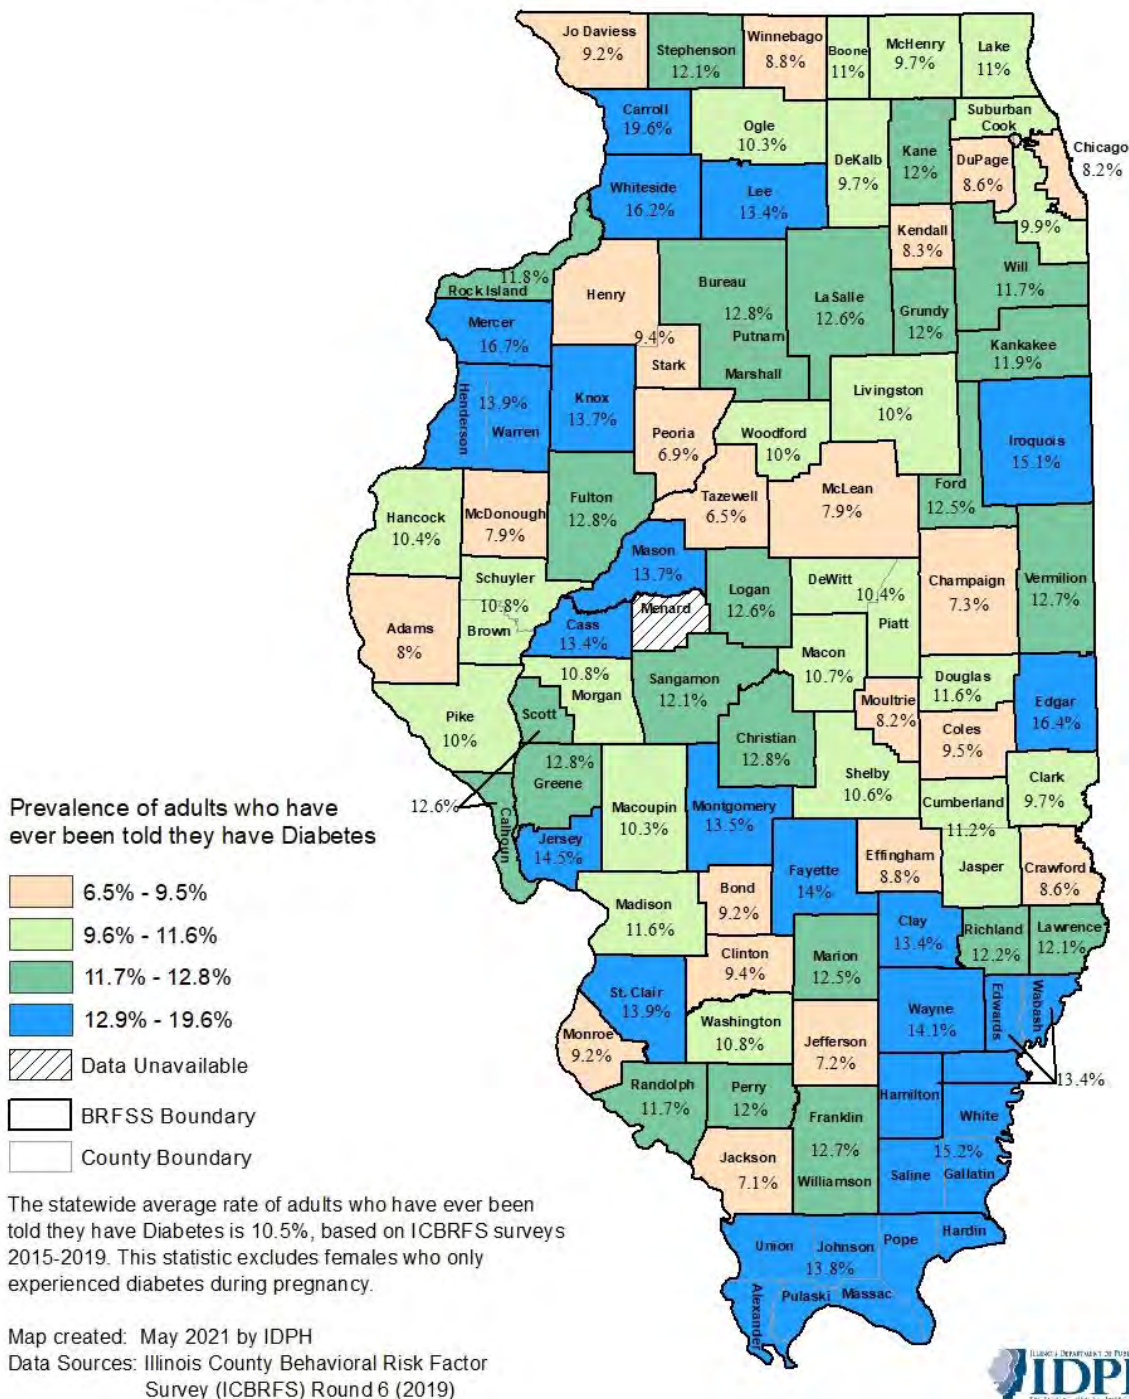 Jo Daviess
9.2%
Stephenson
12.1%
Winnebago
8.8%
Boone
11%
McHenry
9.7%
Lake
11%
Carroll
19.6%
Ogle
10.3%
DeKalb
9.7%
Kane
12%
Suburban
Cook
9.9%
DuPage
8.6%
Chicago
8.2%
Whiteside
16.2%
Lee
13.4%
Kendall
8.3%
11.8%
Rock Island
Henry
9.4%
Stark
Bureau
12.8%
Putnam
Marshall
LaSalle
12.6%
Grundy
12%
Will
11.7%
Kankakee
11.9%
Mercer
16.7%
Henderson
13.9%
Warren
Knox
13.7%
Peoria
6.9%
Woodford
10%
Livingston
10%
Iroquois
15.1%
Ford
12.5%
Hancock
10.4%
McDonough
7.9%
Fulton
12.8%
Tazewell
6.5%
McLean
7.9%
Mason
13.7%
Schuyler
10.8%
Brown
Adams
8%
Cass
13.4%
Menard
Logan
12.6%
DeWitt
10.4%
Piatt
Champaign
7.3%
Vermilion
12.7%
Macon
10.7%
Douglas
11.6%
Edgar
16.4%
Pike
10%
Scott
10.8%
Morgan
Sangamon
12.1%
Christian
12.8%
Moultrie
8.2%
Coles
9.5%
Shelby
10.6%
Clark
9.7%
Cumberland
11.2%
Jasper
12.6%
Calhoun
12.8%
Greene
Jersey
14.5%
Macoupin
10.3%
Montgomery
13.5%
Fayette
14%
Effingham
8.8%
Crawford
8.6%
Madison
11.6%
Bond
9.2%
Clay
13.4%
Richland
12.2%
Lawrence
12.1%
Clinton
9.4%
Marion
12.5%
St. Clair
13.9%
Monroe
9.2%
Washington
10.8%
Jefferson
7.2%
Wayne
14.1%
Edwards
Wabash
13.4%
Randolph
11.7%
Perry
12%
Franklin
12.7%
Williamson
Hamilton
White
15.2%
Saline
Gallatin
Jackson
7.1%
Union
Johnson
13.8%
Pope
Hardin
Alexander
Pulaski
Massac
Prevalence of adults who have
ever been told they have Diabetes
6.5% - 9.5%
9.6% - 11.6%
11.7% - 12.8%
12.9% - 19.6%
Data Unavailable
BRFSS Boundary
County Boundary
The statewide average rate of adults who have ever been
told they have Diabetes is 10.5%, based on ICBRFS surveys
2015-2019. This statistic excludes females who only
experienced diabetes during pregnancy.
Map created: May 2021 by IDPH
Data Sources: Illinois County Behavioral Risk Factor
Survey (ICBRFS) Round 6 (2019)